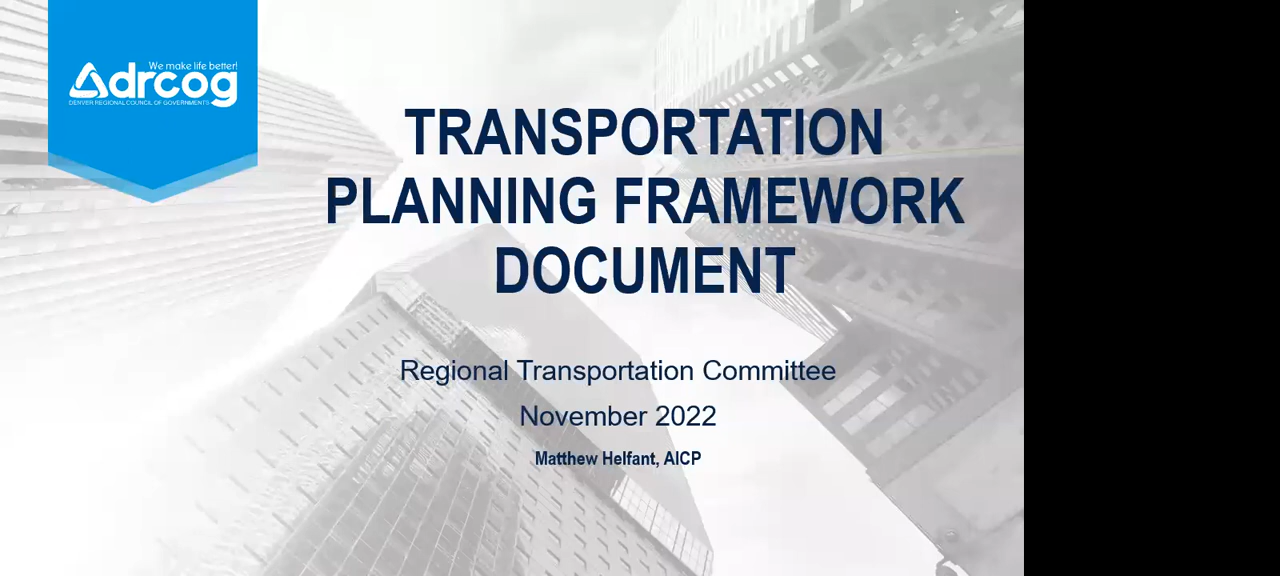 We make life better!
drcog
DENVER REGIONAL COUNCIL OF GOVERNMENTS
TRANSPORTATION
PLANNING FRAMEWORK
DOCUMENT
Regional Transportation Committee
November 2022
Matthew Helfant, AICP